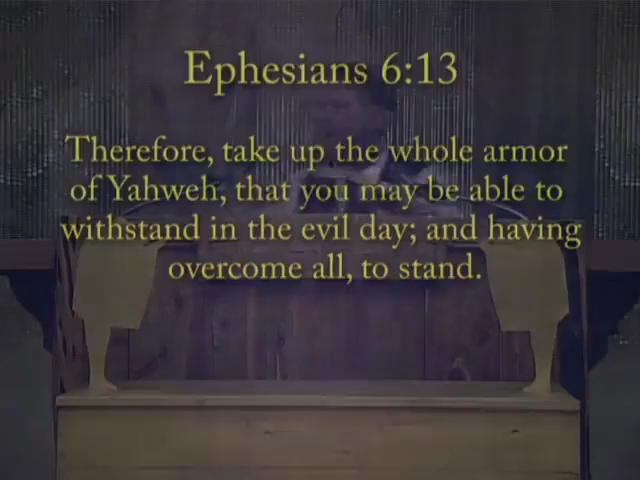 Ephesians 6:13
Therefore, take up the whole armor
of Yahweh, that you may be able to
withstand in the evil day; and having
overcome all, to stand.